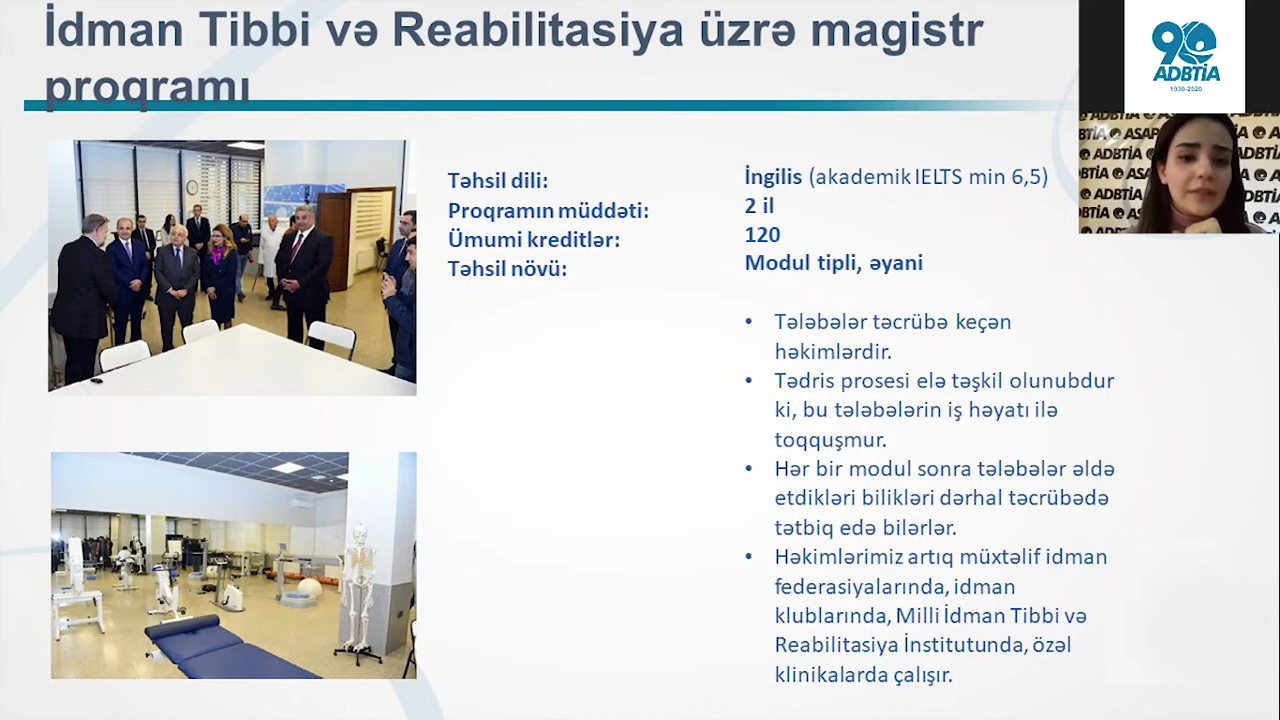 İdman Tibbi və Reabilitasiya üzrə magistr
proqramı
90
ADBTİA
1930-2020
Təhsil dili:
Proqramın müddəti:
Ümumi kreditlər:
Təhsil növü:
İngilis (akademik IELTS min 6,5)
2 il
120
Modul tipli, əyani
• Tələbələr təcrübə keçən
həkimlərdir.
• Tədris prosesi elə təşkil olunubdur
ki, bu tələbələrin iş həyatı ilə
toqquşmur.
• Hər bir modul sonra tələbələr əldə
etdikləri bilikləri dərhal təcrübədə
tətbiq edə bilərlər.
• Həkimlərimiz artıq müxtəlif idman
federasiyalarında, idman
klublarında, Milli İdman Tibbi və
Reabilitasiya İnstitutunda, özəl
klinikalarda çalışır.